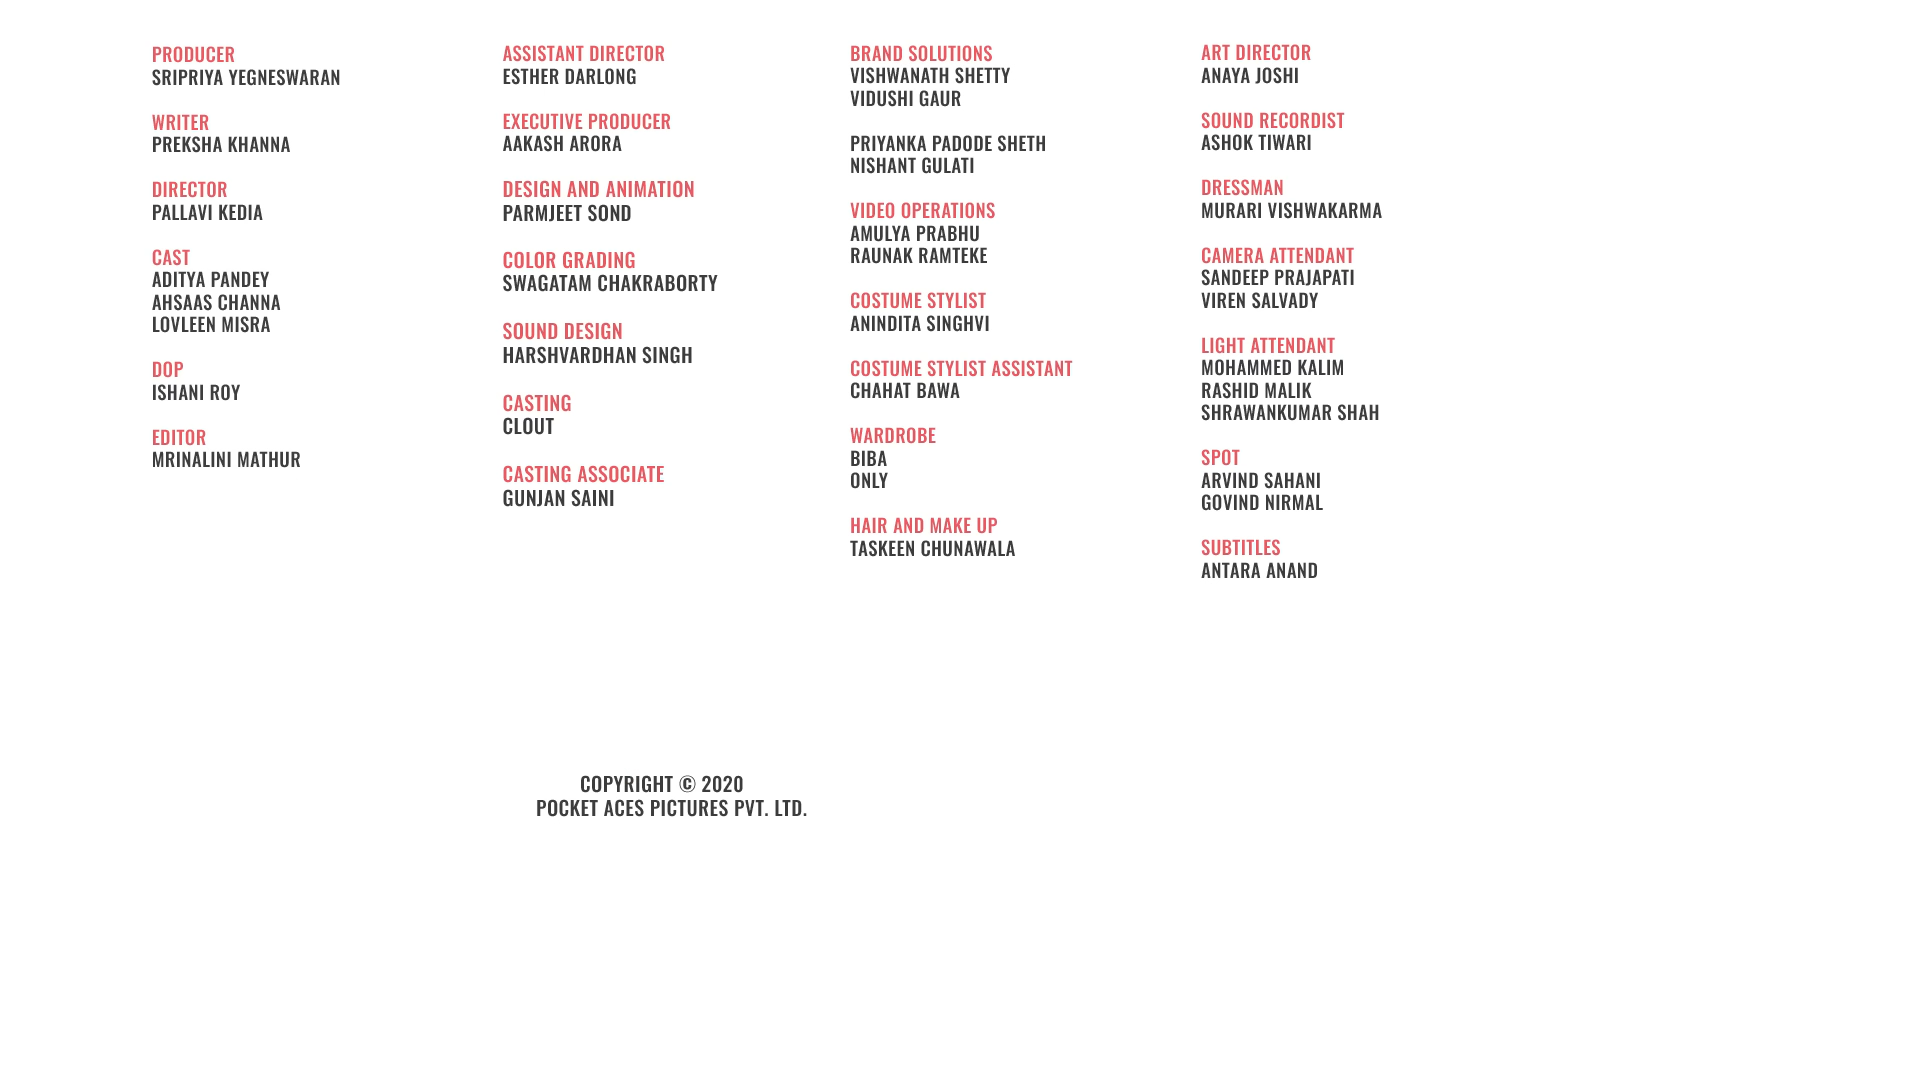 PRODUCER
SRIPRIYA YEGNESWARAN
WRITER
PREKSHA KHANNA
DIRECTOR
PALLAVI KEDIA
CAST
ADITYA PANDEY
AHSAAS CHANNA
LOVLEEN MISRA
DOP
ISHANI ROY
EDITOR
MRINALINI MATHUR
ASSISTANT DIRECTOR
ESTHER DARLONG
EXECUTIVE PRODUCER
AAKASH ARORA
DESIGN AND ANIMATION
PARMJEET SOND
COLOR GRADING
SWAGATAM CHAKRABORTY
SOUND DESIGN
HARSHVARDHAN SINGH
CASTING
CLOUT
CASTING ASSOCIATE
GUNJAN SAINI
BRAND SOLUTIONS
VISHWANATH SHETTY
VIDUSHI GAUR
PRIYANKA PADODE SHETH
NISHANT GULATI
VIDEO OPERATIONS
AMULYA PRABHU
RAUNAK RAMTEKE
COSTUME STYLIST
ANINDITA SINGHVI
COSTUME STYLIST ASSISTANT
CHAHAT BAWA
WARDROBE
BIBA
ONLY
HAIR AND MAKE UP
TASKEEN CHUNAWALA
ART DIRECTOR
ANAYA JOSHI
SOUND RECORDIST
ASHOK TIWARI
DRESSMAN
MURARI VISHWAKARMA
CAMERA ATTENDANT
SANDEEP PRAJAPATI
VIREN SALVADY
LIGHT ATTENDANT
MOHAMMED KALIM
RASHID MALIK
SHRAWANKUMAR SHAH
SPOT
ARVIND SAHANI
GOVIND NIRMAL
SUBTITLES
ANTARA ANAND
COPYRIGHT © 2020
POCKET ACES PICTURES PVT. LTD.